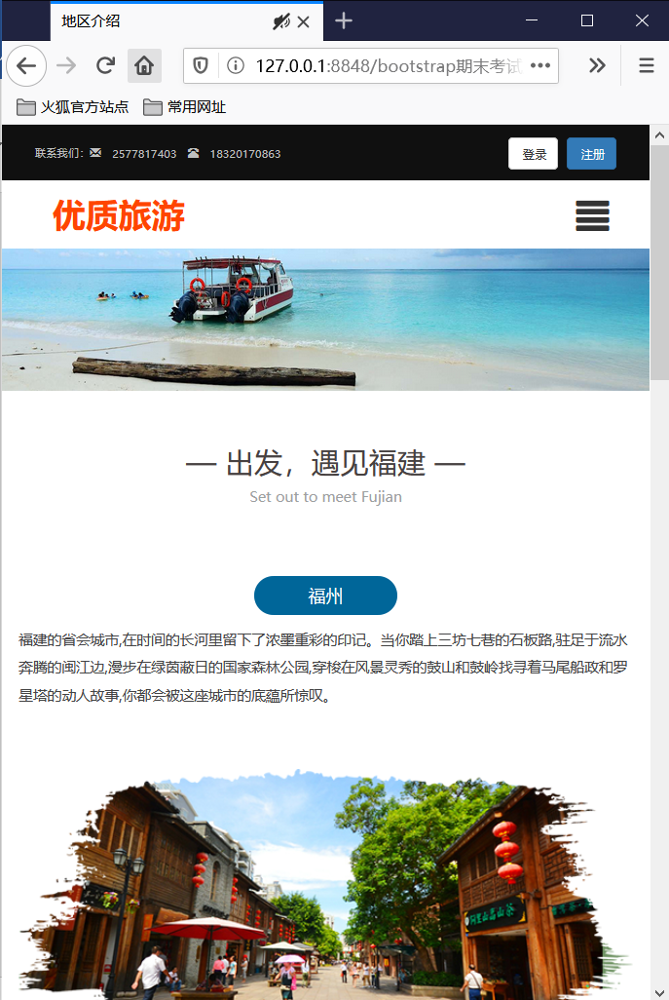 地区介绍
127.0.0.1:8848/bootstrap期末考试
火狐官方站点 常用网址
联系我们： 2577817403 18320170863 登录 注册
优质旅游
— 出发，遇见福建 —
Set out to meet Fujian
福州
福建的省会城市,在时间的长河里留下了浓墨重彩的印记。当你踏上三坊七巷的石板路,驻足于流水
奔腾的闽江边,漫步在绿茵蔽日的国家森林公园,穿梭在风景灵秀的鼓山和鼓岭找寻着马尾船政和罗
星塔的动人故事,你都会被这座城市的底蕴所惊叹。